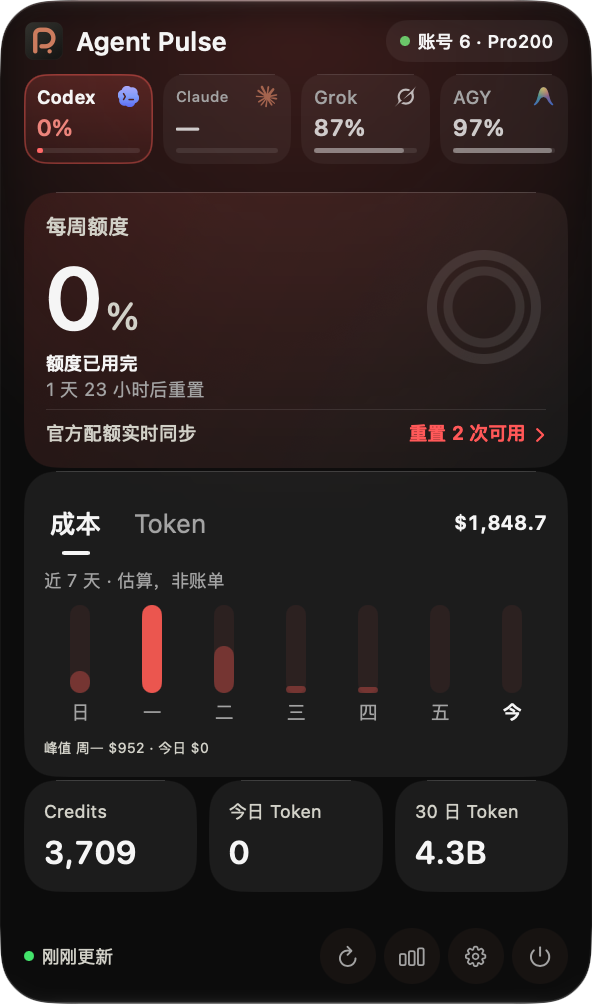 Agent Pulse
账号 6 · Pro200
Codex
0%
Claude
—
Grok
87%
AGY
97%
每周额度
0%
额度已用完
1 天 23 小时后重置
官方配额实时同步
重置 2 次可用 >
成本
Token
$1,848.7
近 7 天 · 估算，非账单
日 一 二 三 四 五 今
峰值 周一 $952 · 今日 $0
Credits
3,709
今日 Token
0
30 日 Token
4.3B
刚刚更新